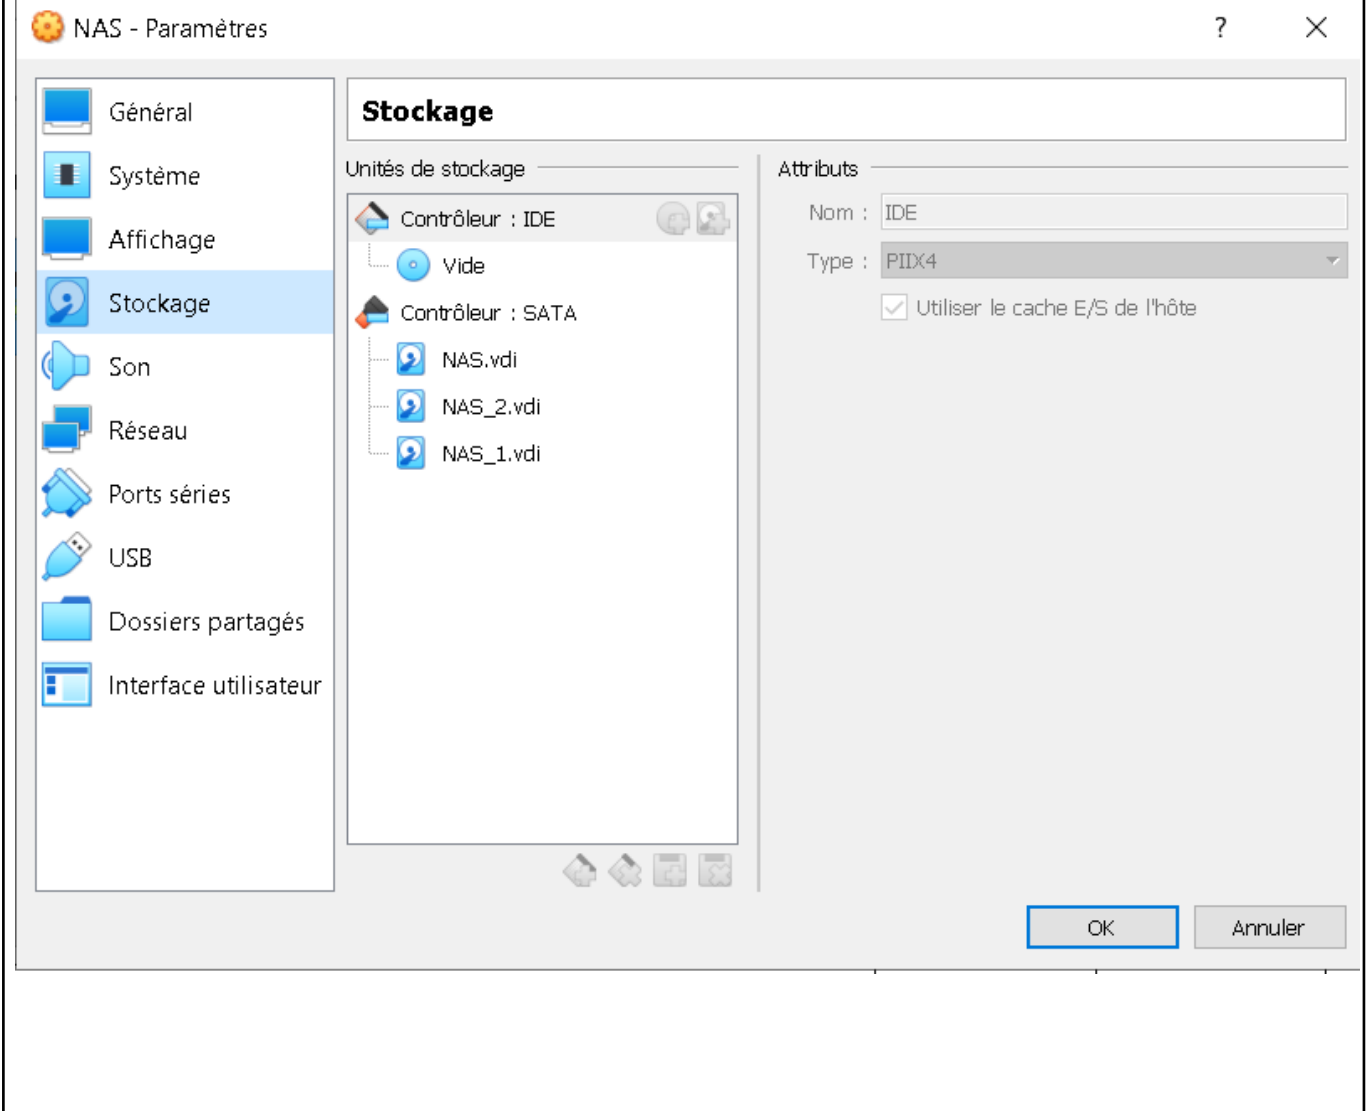 NAS - Paramètres
?
Général
Système
Affichage
Stockage
Son
Réseau
Ports séries
USB
Dossiers partagés
Interface utilisateur
Stockage
Unités de stockage
Contrôleur : IDE
Vide
Contrôleur : SATA
NAS.vdi
NAS_2.vdi
NAS_1.vdi
Attributs
Nom : IDE
Type : PIIX4
Utiliser le cache E/S de l'hôte
OK
Annuler